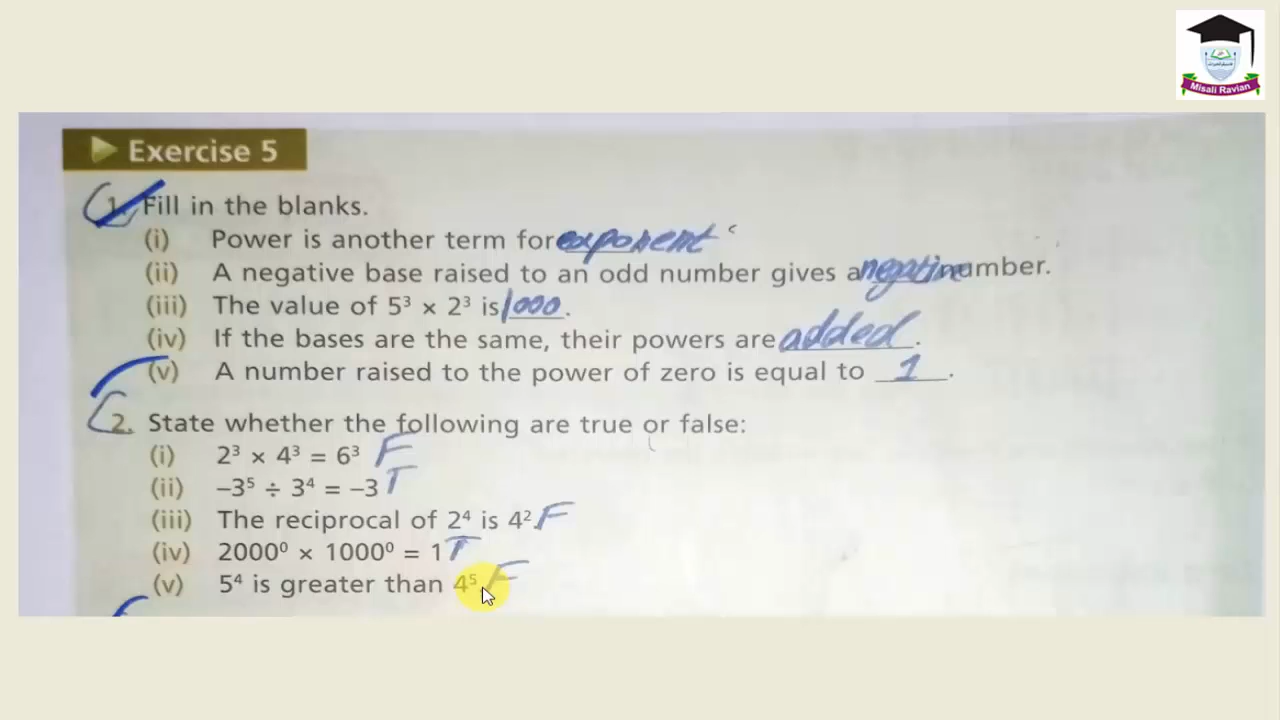 Misali Ravian
Exercise 5
1. Fill in the blanks.
(i) Power is another term for exponent
(ii) A negative base raised to an odd number gives a negative number.
(iii) The value of 5³ × 2³ is 1000.
(iv) If the bases are the same, their powers are added.
(v) A number raised to the power of zero is equal to 1.
2. State whether the following are true or false:
(i) 2³ × 4³ = 6³ F
(ii) –3⁵ ÷ 3⁴ = –3 T
(iii) The reciprocal of 2⁴ is 4². F
(iv) 2000⁰ × 1000⁰ = 1 T
(v) 5⁴ is greater than 4⁵ F